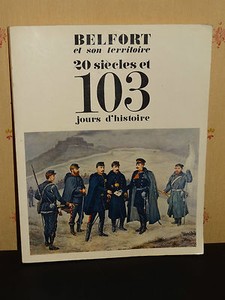 BELFORT
et son territoire
20 siècles et
103
jours d'histoire